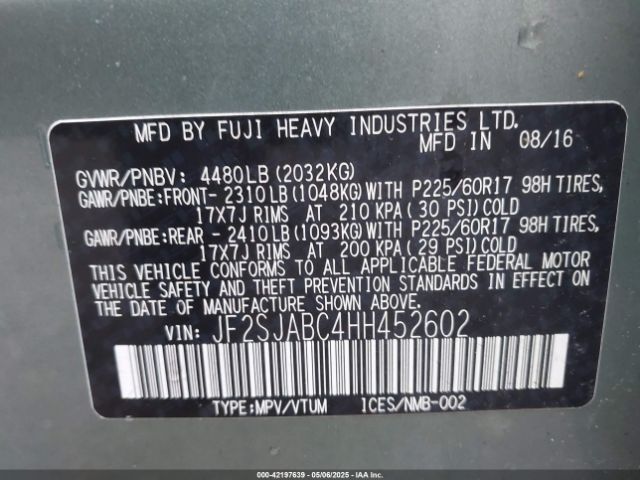 MFD BY FUJI HEAVY INDUSTRIES LTD.
MFD IN 08/16
GVWR/PNBV: 4480LB (2032KG)
GAWR/PNBE:FRONT- 2310LB(1048KG)WITH P225/60R17 98H TIRES,
17X7J RIMS AT 210 KPA(30 PSI)COLD
GAWR/PNBE:REAR - 2410LB(1093KG)WITH P225/60R17 98H TIRES,
17X7J RIMS AT 200 KPA(29 PSI)COLD
THIS VEHICLE CONFORMS TO ALL APPLICABLE FEDERAL MOTOR
VEHICLE SAFETY AND THEFT PREVENTION STANDARDS IN EFFECT ON
THE DATE OF MANUFACTURE SHOWN ABOVE.
VIN: JF2SJABC4HH452602
TYPE:MPV/VTUM ICES/NMB-002
000-42197639 - 05/06/2025 - IAAI.COM